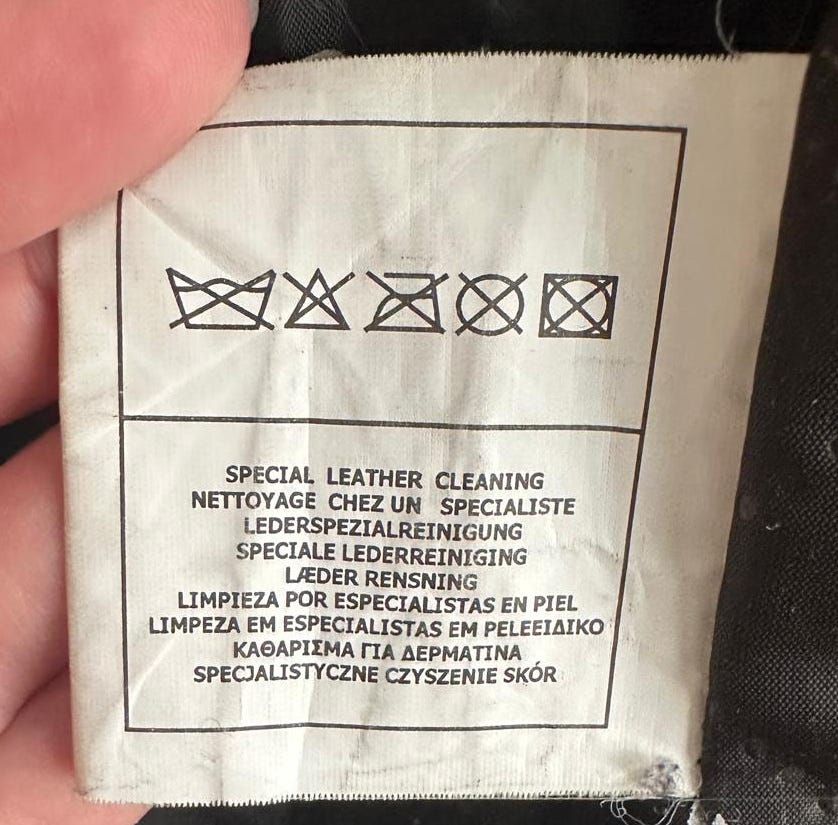 SPECIAL LEATHER CLEANING
NETTOYAGE CHEZ UN SPECIALISTE
LEDERSPEZIALREINIGUNG
SPECIALE LEDERREINIGING
LÆDER RENSNING
LIMPIEZA POR ESPECIALISTAS EN PIEL
LIMPEZA EM ESPECIALISTAS EM PELEEIΔIKO
ΚΑΘΑΡΙΣΜΑ ΓΙΑ ΔΕΡΜΑΤΙΝΑ
SPECJALISTYCZNE CZYSZENIE SKÓR